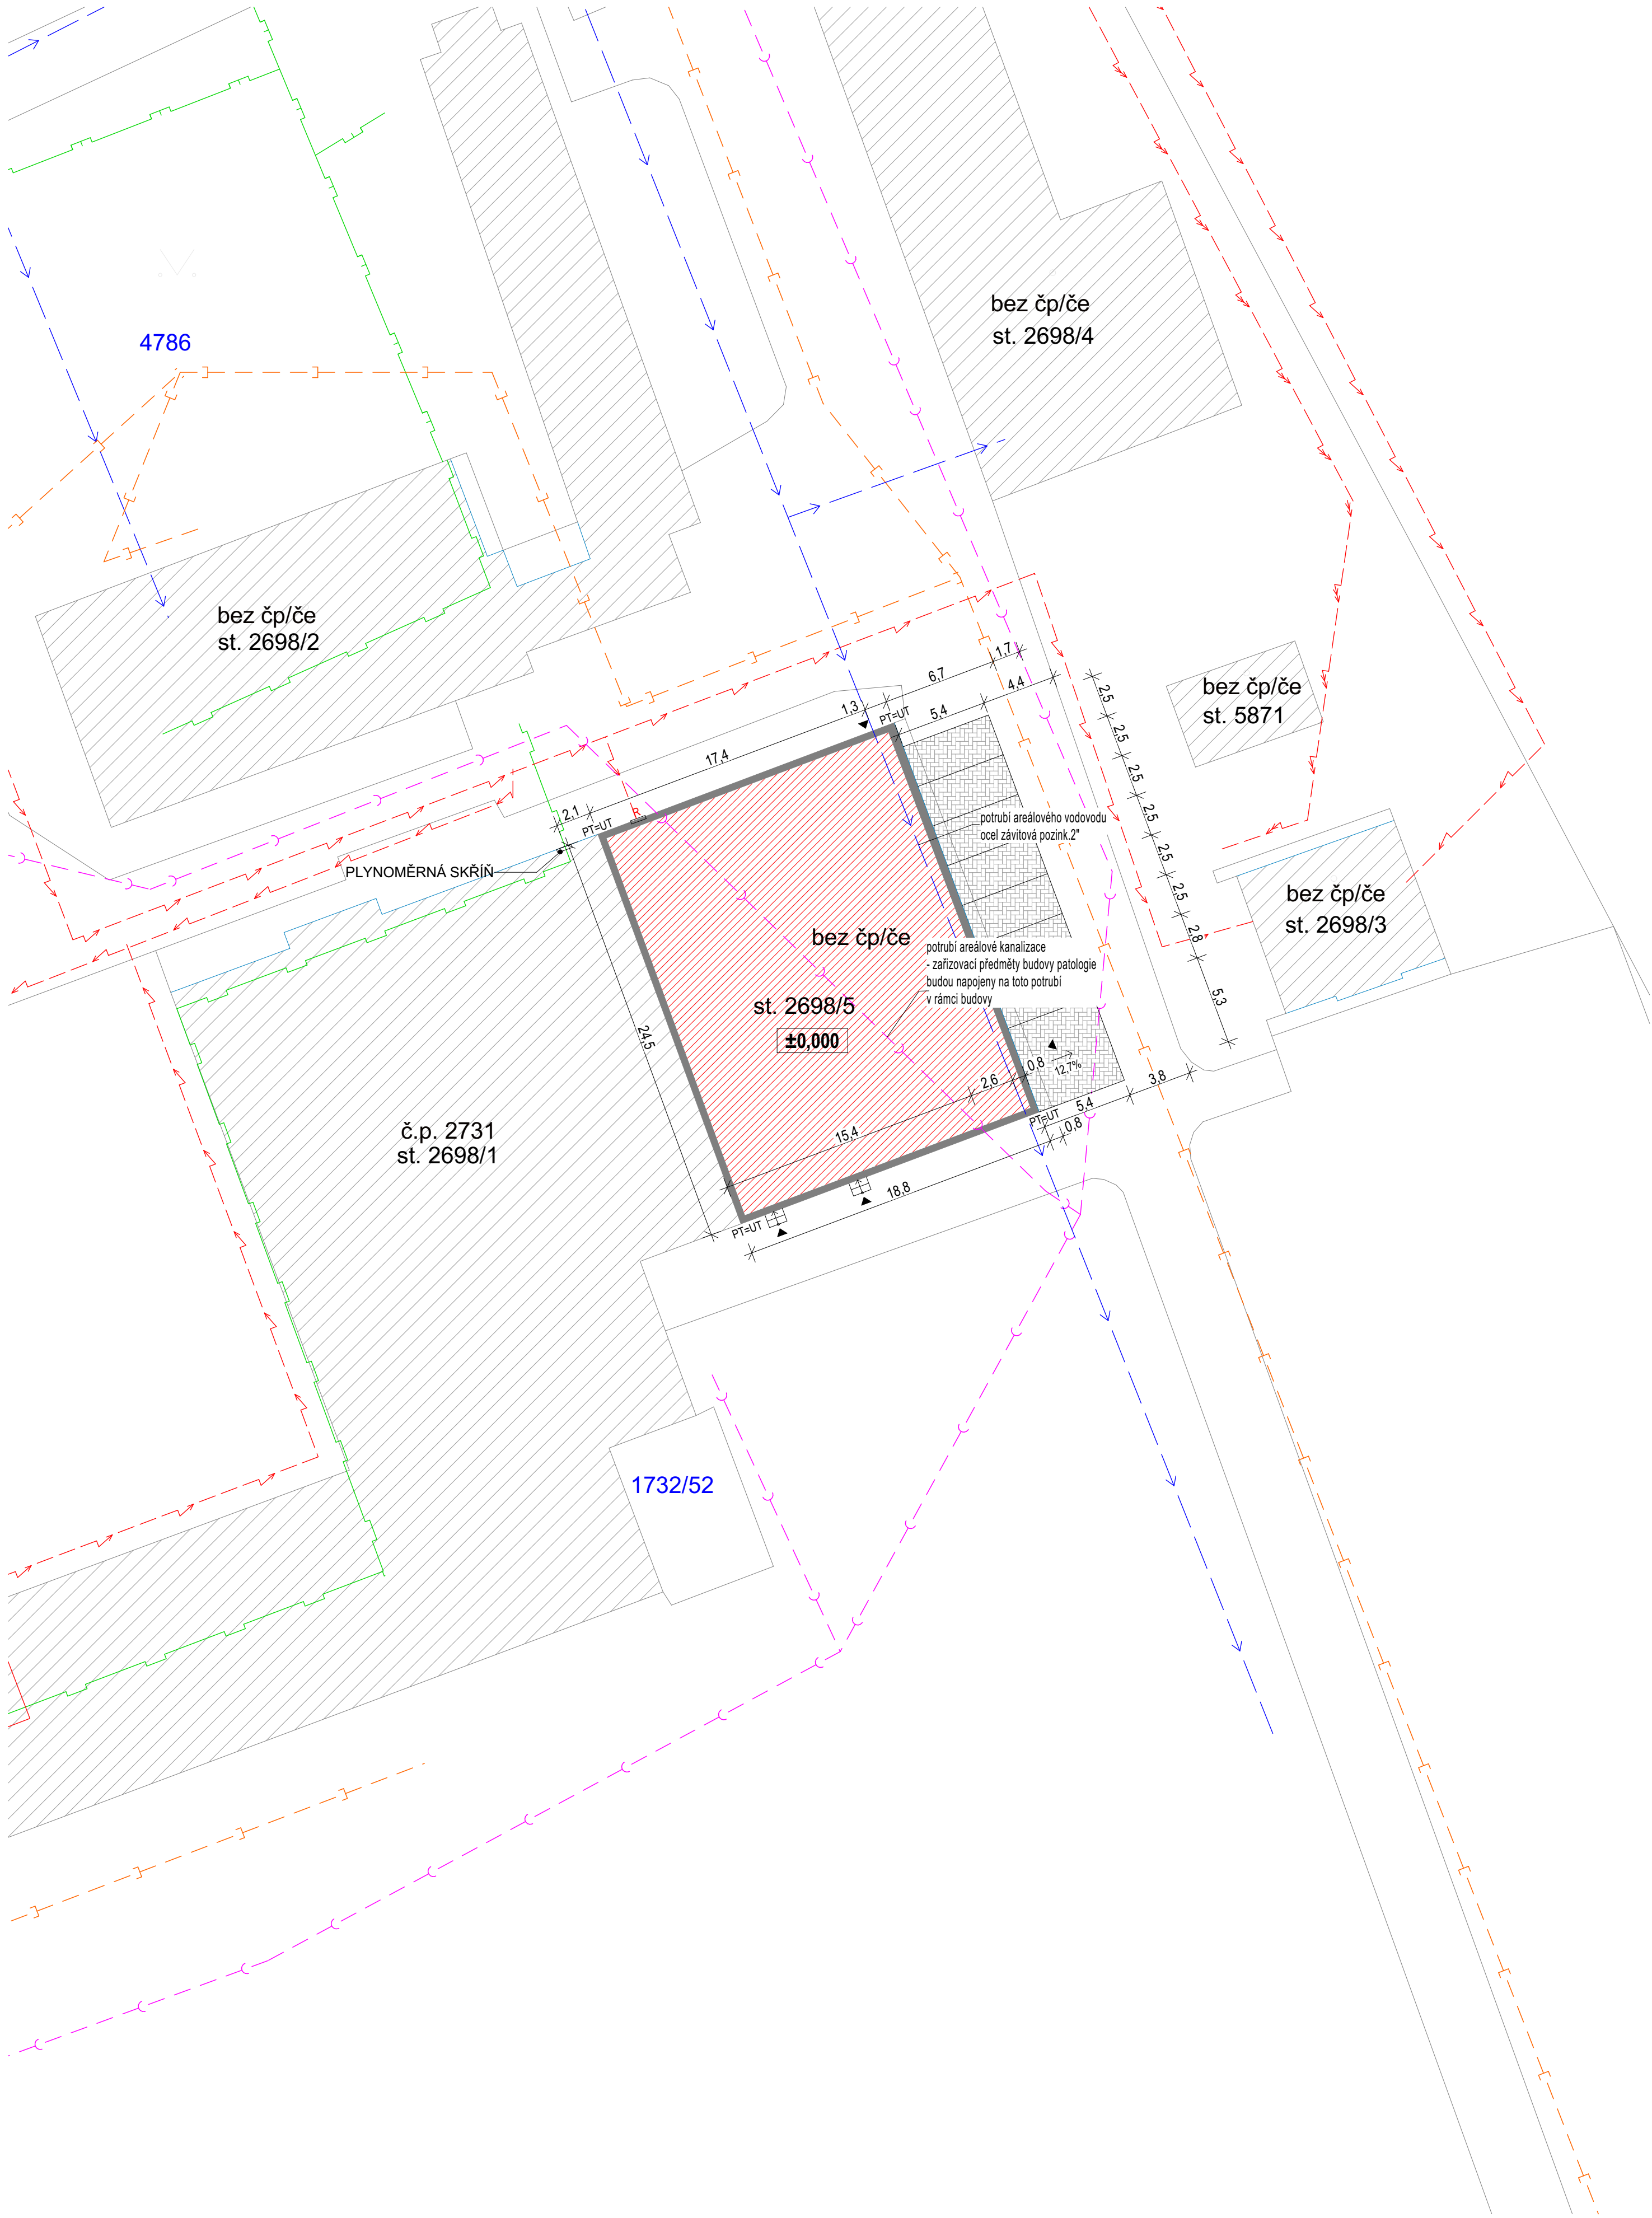 bez čp/če
st. 2698/4
4786
bez čp/če
st. 2698/2
bez čp/če
st. 5871
1,7
6,7
4,4
1,3
PT=UT
5,4
17,4
2,5
2,5
2,5
2,5
2,5
2,5
2,8
5,3
2,1
PT=UT
R
potrubí areálového vodovodu
ocel závitová pozink.2"
PLYNOMĚRNÁ SKŘÍŇ
bez čp/če
st. 2698/3
bez čp/če
st. 2698/5
±0,000
potrubí areálové kanalizace
- zařizovací předměty budovy patologie
budou napojeny na toto potrubí
v rámci budovy
24,5
2,6
0,8
12,7%
3,8
5,4
PT=UT
0,8
15,4
18,8
PT=UT
č.p. 2731
st. 2698/1
1732/52